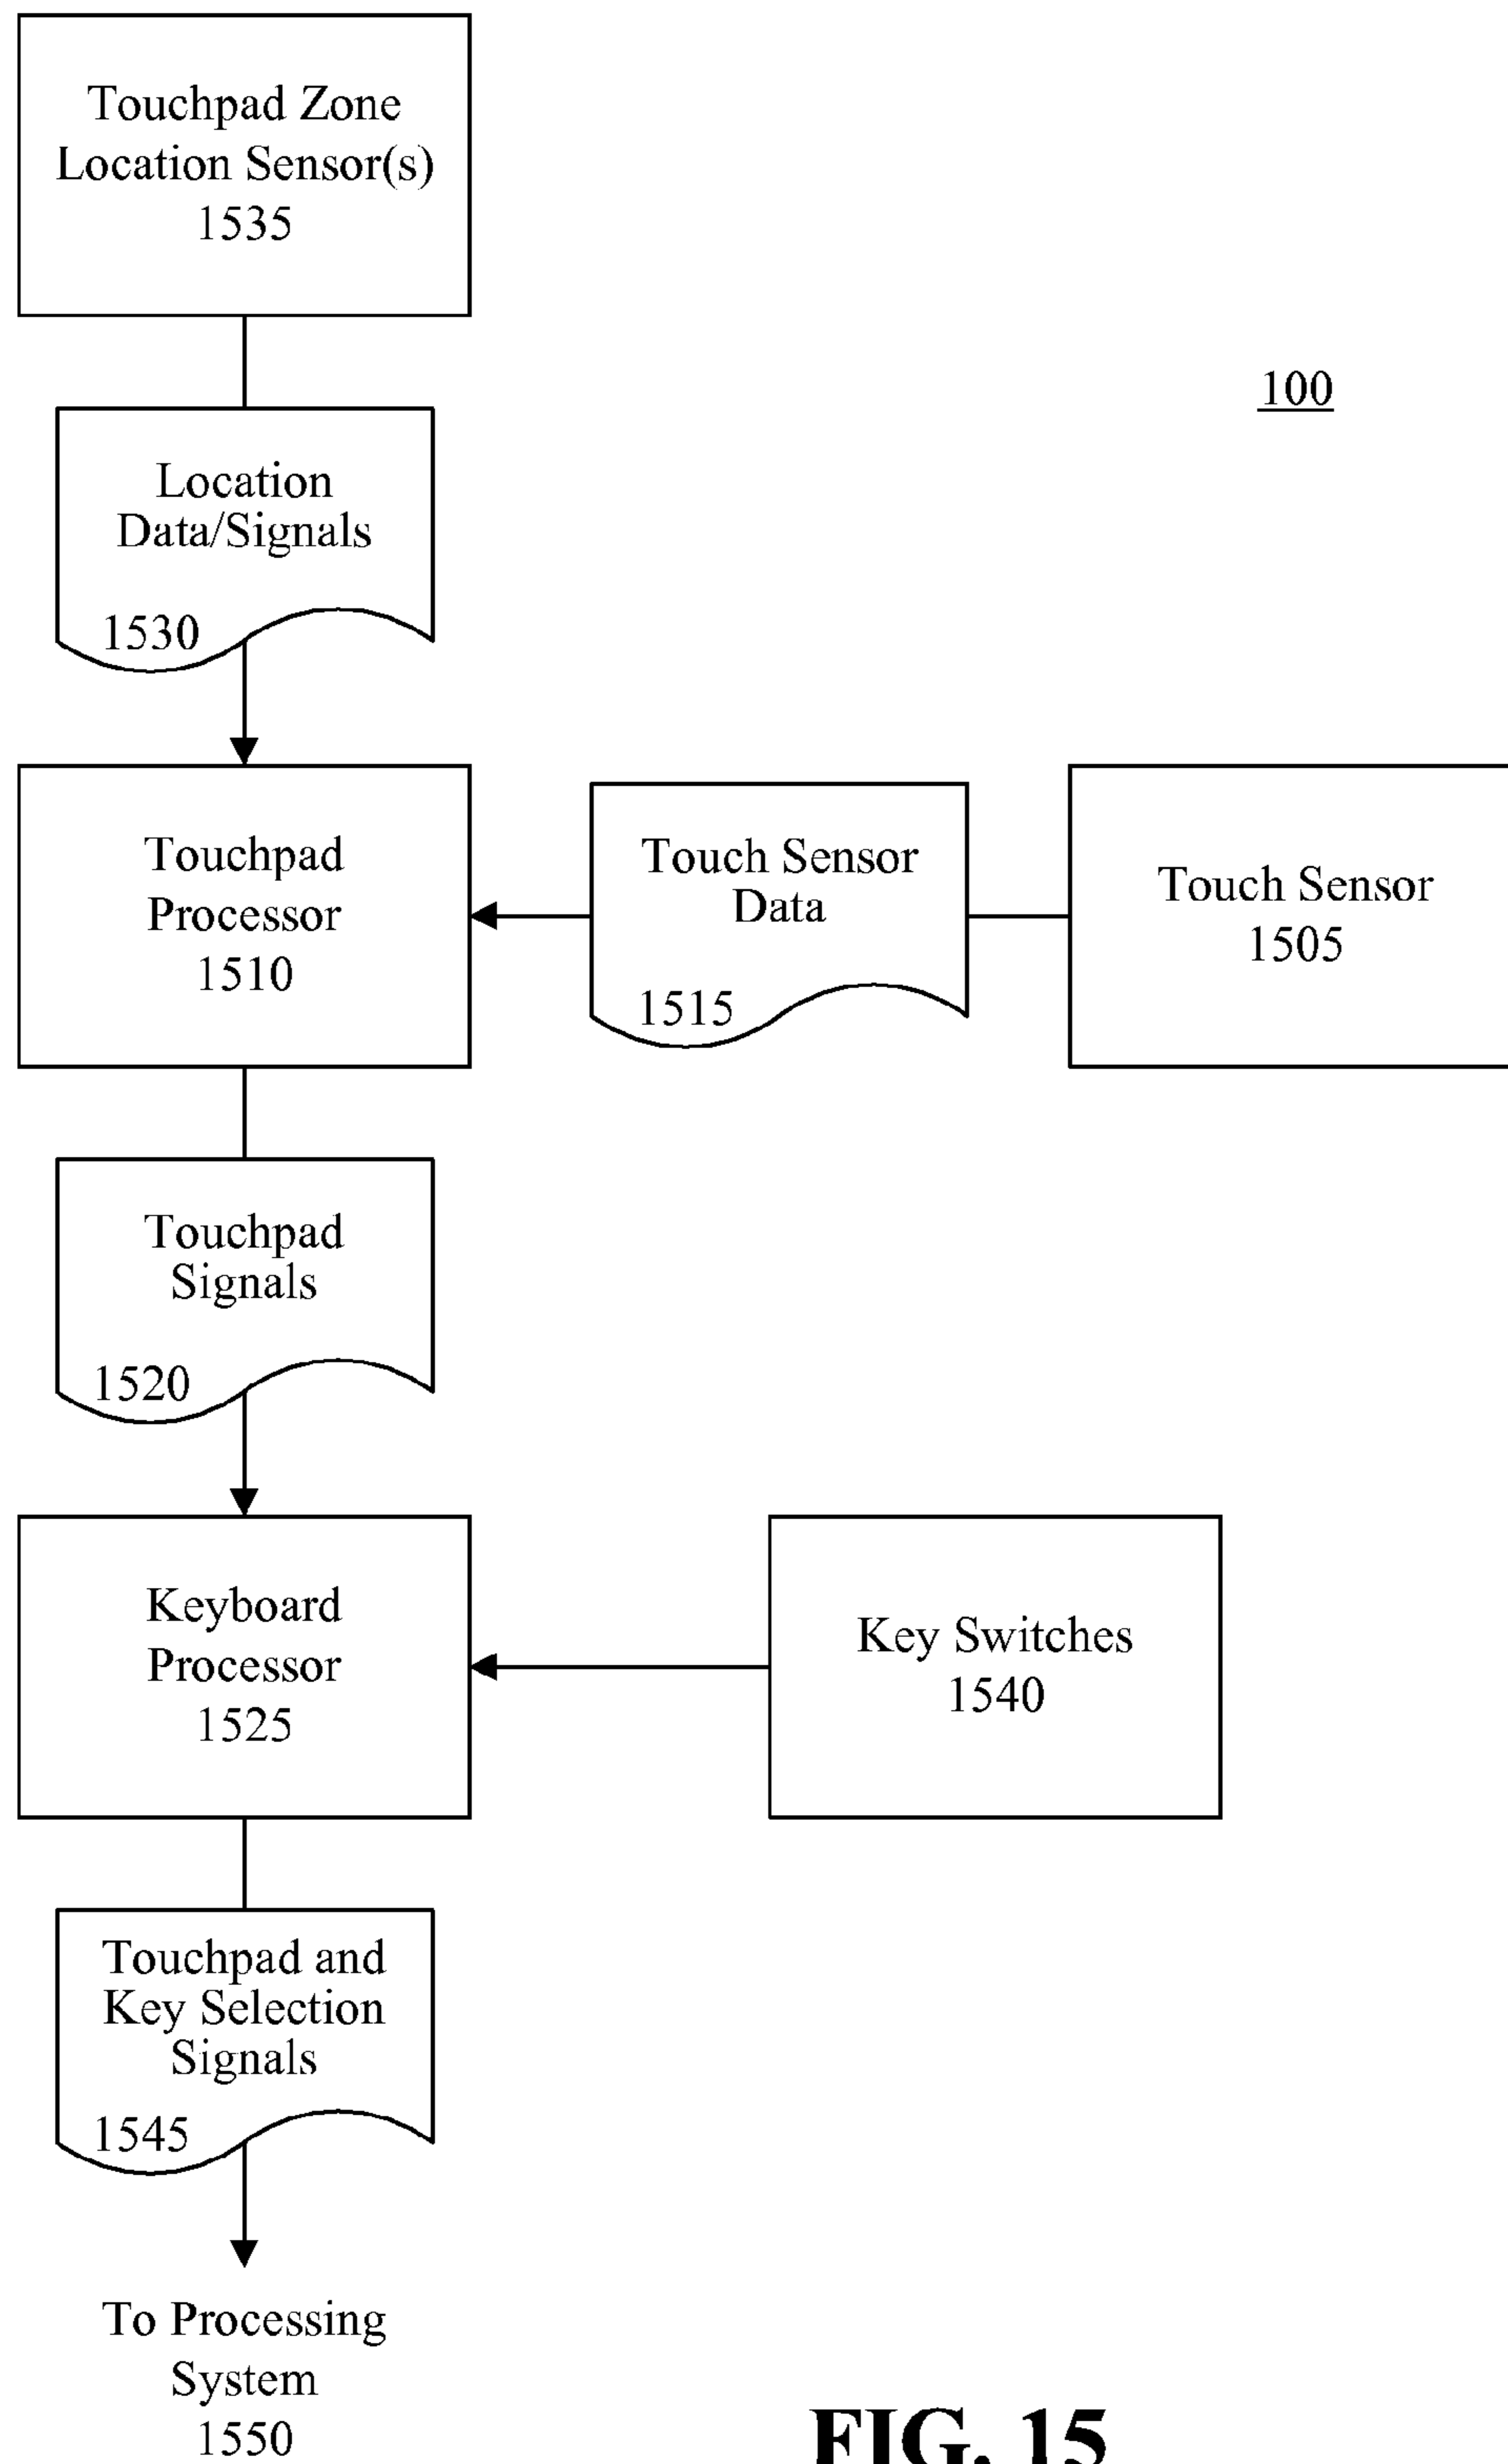 Touchpad Zone
Location Sensor(s)
1535
100
Location
Data/Signals
1530
Touchpad
Processor
1510
Touch Sensor
Data
1515
Touch Sensor
1505
Touchpad
Signals
1520
Keyboard
Processor
1525
Key Switches
1540
Touchpad and
Key Selection
Signals
1545
To Processing
System
1550
FIG. 15